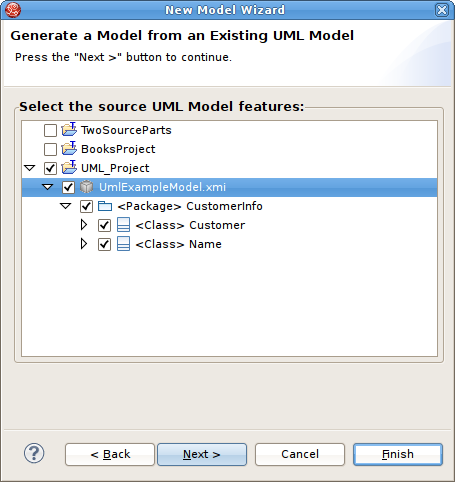 New Model Wizard
Generate a Model from an Existing UML Model
Press the "Next >" button to continue.
Select the source UML Model features:
TwoSourceParts
BooksProject
UML_Project
UmlExampleModel.xmi
<Package> CustomerInfo
<Class> Customer
<Class> Name
? < Back Next > Cancel Finish